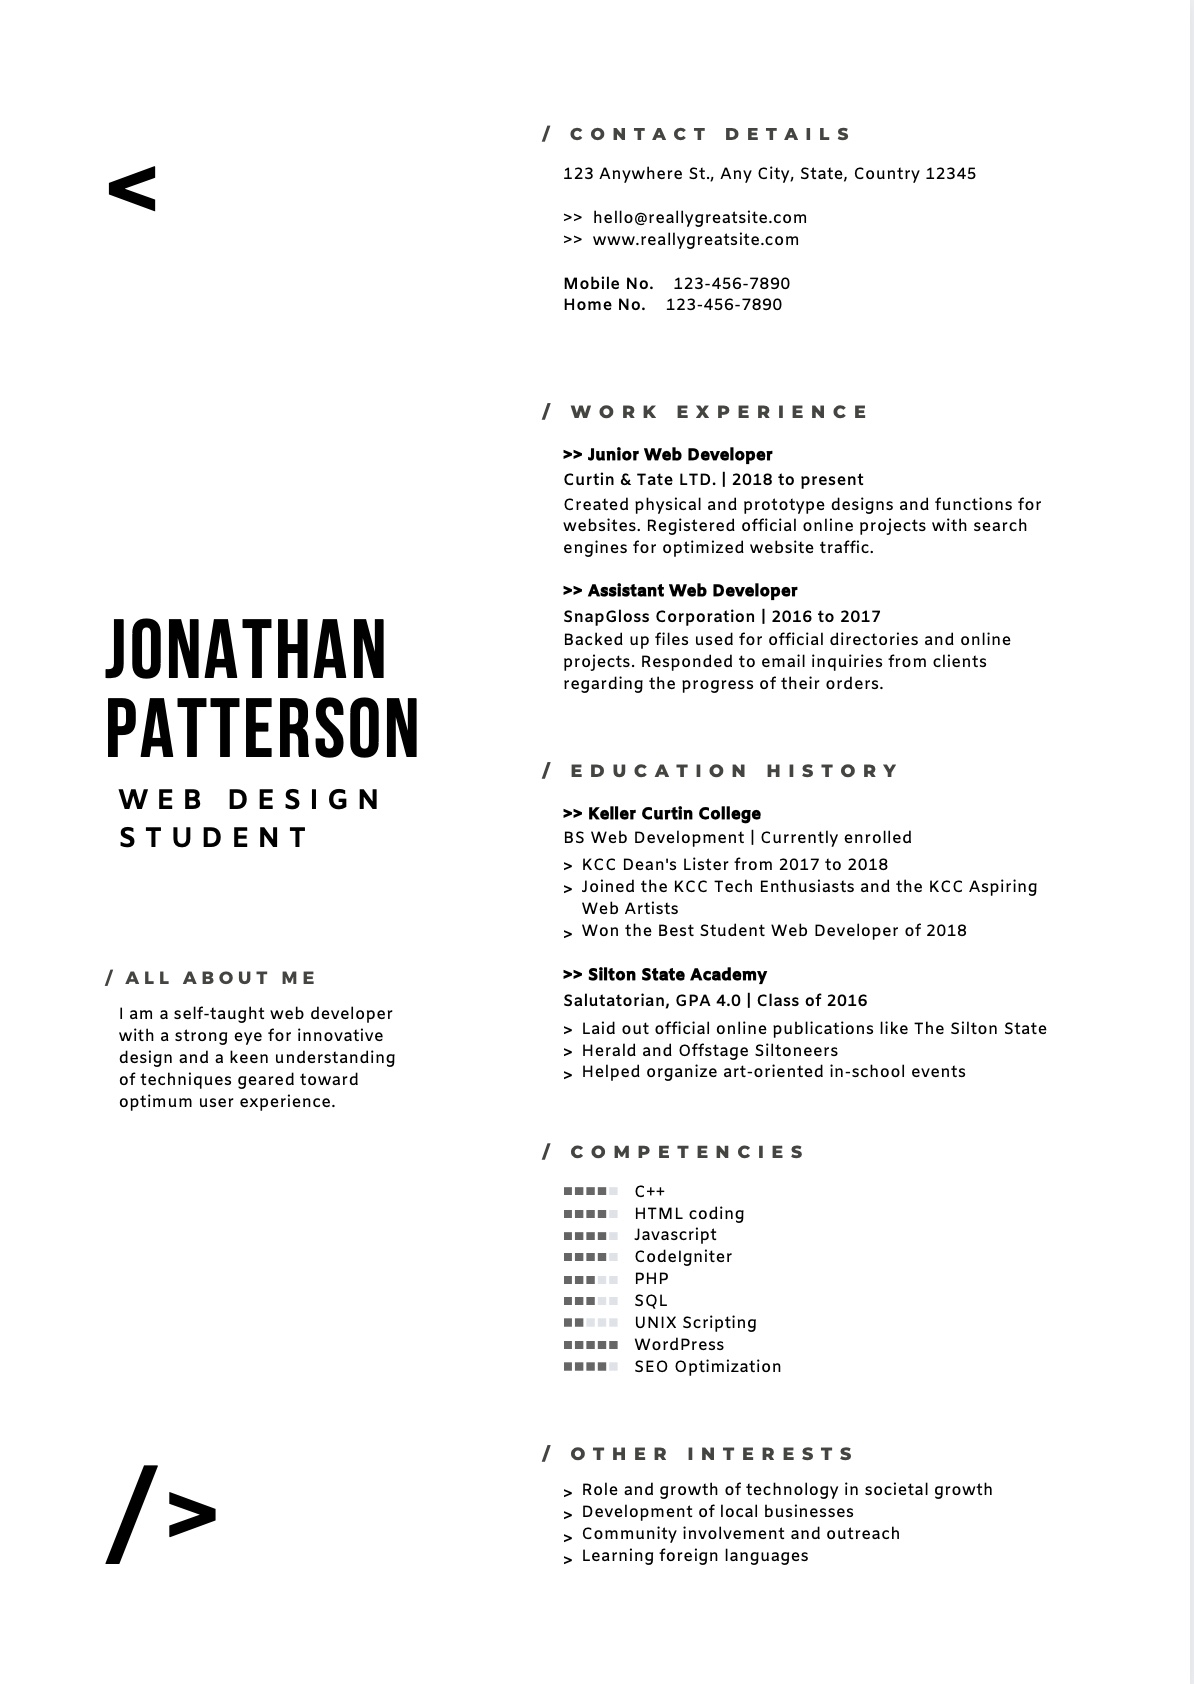 <
JONATHAN
PATTERSON
WEB DESIGN
STUDENT
/ ALL ABOUT ME
I am a self-taught web developer
with a strong eye for innovative
design and a keen understanding
of techniques geared toward
optimum user experience.
/>
/ CONTACT DETAILS
123 Anywhere St., Any City, State, Country 12345
>> hello@reallygreatsite.com
>> www.reallygreatsite.com
Mobile No. 123-456-7890
Home No. 123-456-7890
/ WORK EXPERIENCE
>> Junior Web Developer
Curtin & Tate LTD. | 2018 to present
Created physical and prototype designs and functions for
websites. Registered official online projects with search
engines for optimized website traffic.
>> Assistant Web Developer
SnapGloss Corporation | 2016 to 2017
Backed up files used for official directories and online
projects. Responded to email inquiries from clients
regarding the progress of their orders.
/ EDUCATION HISTORY
>> Keller Curtin College
BS Web Development | Currently enrolled
> KCC Dean's Lister from 2017 to 2018
> Joined the KCC Tech Enthusiasts and the KCC Aspiring
Web Artists
> Won the Best Student Web Developer of 2018
>> Silton State Academy
Salutatorian, GPA 4.0 | Class of 2016
> Laid out official online publications like The Silton State
> Herald and Offstage Siltoneers
> Helped organize art-oriented in-school events
/ COMPETENCIES
C++
HTML coding
Javascript
CodeIgniter
PHP
SQL
UNIX Scripting
WordPress
SEO Optimization
/ OTHER INTERESTS
> Role and growth of technology in societal growth
> Development of local businesses
> Community involvement and outreach
> Learning foreign languages